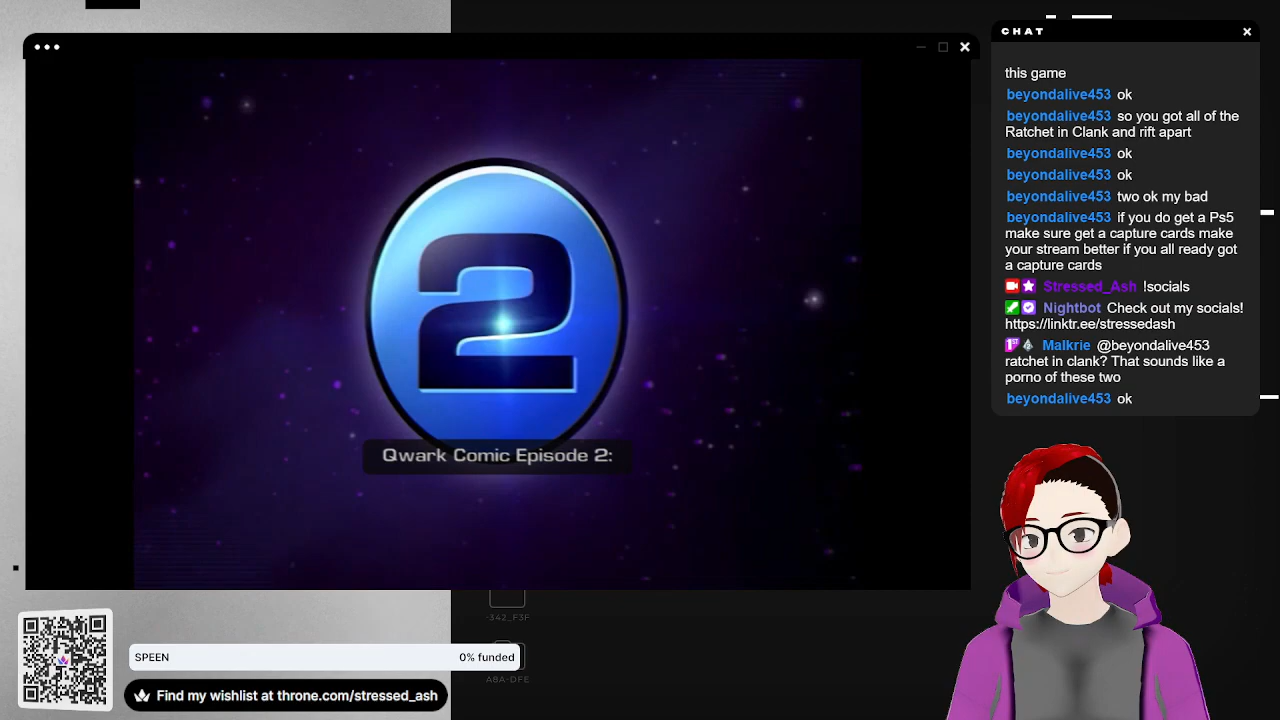 CHAT
this game
beyondalive453 ok
beyondalive453 so you got all of the
Ratchet in Clank and rift apart
beyondalive453 ok
beyondalive453 ok
beyondalive453 two ok my bad
beyondalive453 if you do get a Ps5
make sure get a capture cards make
your stream better if you all ready got
a capture cards
Stressed_Ash !socials
Nightbot Check out my socials!
https://linktr.ee/stressedash
1ST Malkrie @beyondalive453
ratchet in clank? That sounds like a
porno of these two
beyondalive453 ok
2
Qwark Comic Episode 2:
-342_F3F
SPEEN 0% funded
A8A-DFE
Find my wishlist at throne.com/stressed_ash